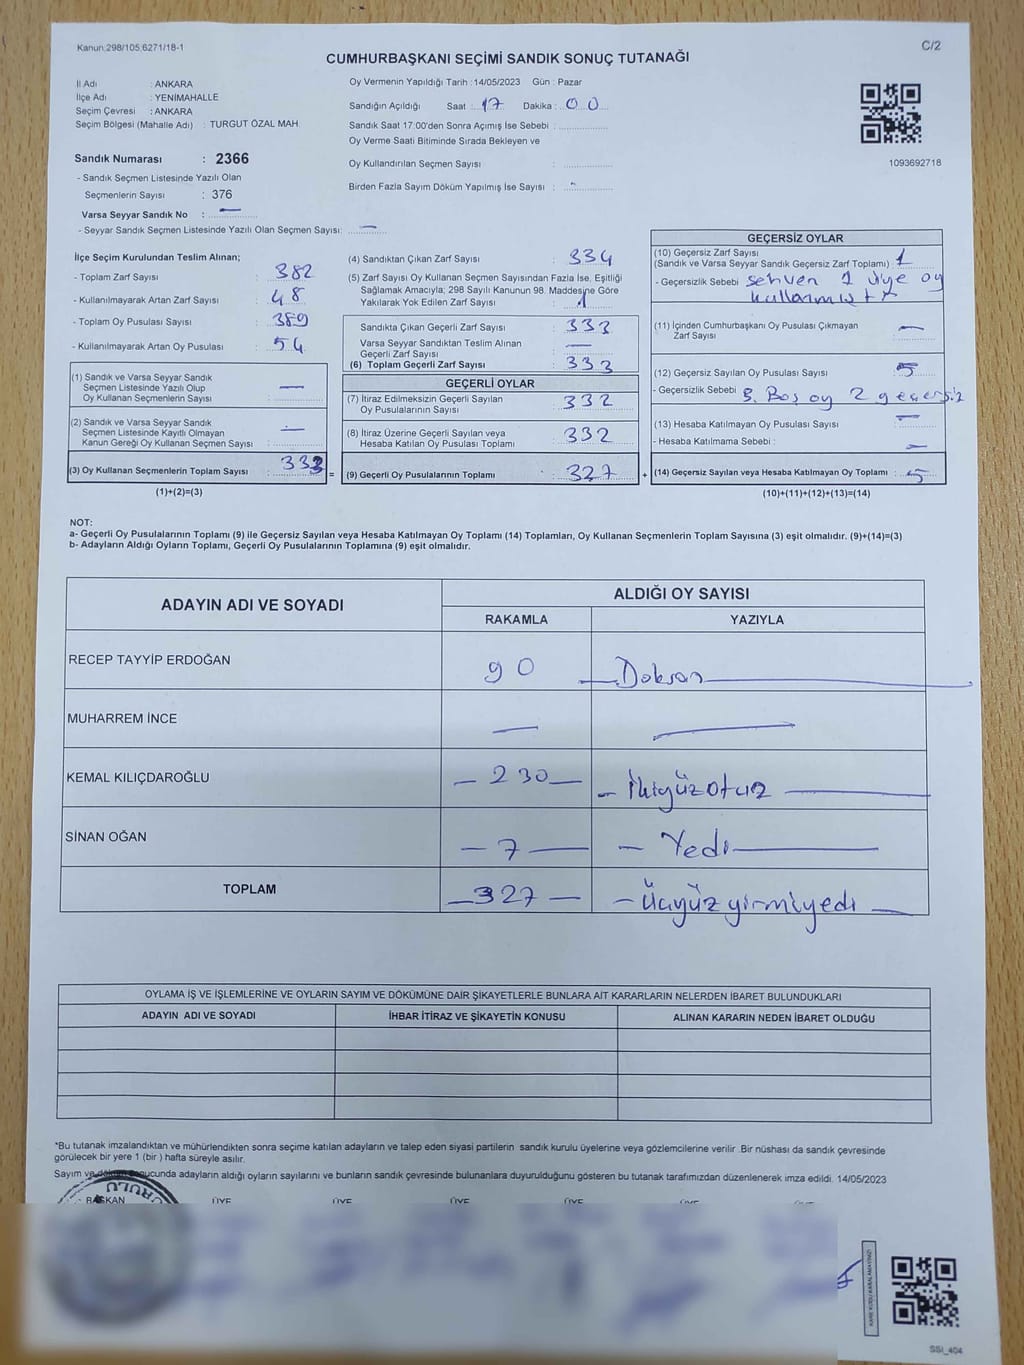 Kanun,298/105,6271/18-1
C/2
CUMHURBAŞKANI SEÇİMİ SANDIK SONUÇ TUTANAĞI
İl Adı : ANKARA
İlçe Adı : YENİMAHALLE
Seçim Çevresi : ANKARA
Seçim Bölgesi (Mahalle Adı) : TURGUT ÖZAL MAH.
Oy Vermenin Yapıldığı Tarih :14/05/2023 Gün : Pazar
Sandığın Açıldığı Saat : 17 Dakika : 00
Sandık Saat 17:00'den Sonra Açımış İse Sebebi :
Oy Verme Saati Bitiminde Sırada Bekleyen ve
Oy Kullandırılan Seçmen Sayısı :
Birden Fazla Sayım Döküm Yapılmış İse Sayısı :
1093692718
Sandık Numarası : 2366
- Sandık Seçmen Listesinde Yazılı Olan
Seçmenlerin Sayısı : 376
Varsa Seyyar Sandık No : —
- Seyyar Sandık Seçmen Listesinde Yazılı Olan Seçmen Sayısı: —
İlçe Seçim Kurulundan Teslim Alınan;
- Toplam Zarf Sayısı : 382
- Kullanılmayarak Artan Zarf Sayısı : 48
- Toplam Oy Pusulası Sayısı : 389
- Kullanılmayarak Artan Oy Pusulası : 54
(1) Sandık ve Varsa Seyyar Sandık
Seçmen Listesinde Yazılı Olup
Oy Kullanan Seçmenlerin Sayısı : —
(2) Sandık ve Varsa Seyyar Sandık
Seçmen Listesinde Kayıtlı Olmayan
Kanun Gereği Oy Kullanan Seçmen Sayısı : —
(3) Oy Kullanan Seçmenlerin Toplam Sayısı : 333
(1)+(2)=(3)
(4) Sandıktan Çıkan Zarf Sayısı : 334
(5) Zarf Sayısı Oy Kullanan Seçmen Sayısından Fazla İse, Eşitliği
Sağlamak Amacıyla; 298 Sayılı Kanunun 98. Maddesine Göre
Yakılarak Yok Edilen Zarf Sayısı : 1
Sandıkta Çıkan Geçerli Zarf Sayısı : 333
Varsa Seyyar Sandıktan Teslim Alınan
Geçerli Zarf Sayısı : —
(6) Toplam Geçerli Zarf Sayısı : 333
GEÇERLİ OYLAR
(7) İtiraz Edilmeksizin Geçerli Sayılan
Oy Pusulalarının Sayısı : 332
(8) İtiraz Üzerine Geçerli Sayılan veya
Hesaba Katılan Oy Pusulası Toplamı : 332
= (9) Geçerli Oy Pusulalarının Toplamı : 327 +
GEÇERSİZ OYLAR
(10) Geçersiz Zarf Sayısı
(Sandık ve Varsa Seyyar Sandık Geçersiz Zarf Toplamı) : 1
- Geçersizlik Sebebi : sehven 1 üye oy
kullanmıştır
(11) İçinden Cumhurbaşkanı Oy Pusulası Çıkmayan
Zarf Sayısı : —
(12) Geçersiz Sayılan Oy Pusulası Sayısı : 5
- Geçersizlik Sebebi : 3. Boş oy 2 geçersiz
(13) Hesaba Katılmayan Oy Pusulası Sayısı : —
- Hesaba Katılmama Sebebi : —
(14) Geçersiz Sayılan veya Hesaba Katılmayan Oy Toplamı : 5
(10)+(11)+(12)+(13)=(14)
NOT:
a- Geçerli Oy Pusulalarının Toplamı (9) ile Geçersiz Sayılan veya Hesaba Katılmayan Oy Toplamı (14) Toplamları, Oy Kullanan Seçmenlerin Toplam Sayısına (3) eşit olmalıdır. (9)+(14)=(3)
b- Adayların Aldığı Oyların Toplamı, Geçerli Oy Pusulalarının Toplamına (9) eşit olmalıdır.
ADAYIN ADI VE SOYADI
ALDIĞI OY SAYISI
RAKAMLA YAZIYLA
RECEP TAYYİP ERDOĞAN 90 — Doksan —
MUHARREM İNCE — —
KEMAL KILIÇDAROĞLU — 230 — — İkiyüzotuz —
SİNAN OĞAN — 7 — — Yedi —
TOPLAM — 327 — — Üçyüzyirmiyedi —
OYLAMA İŞ VE İŞLEMLERİNE VE OYLARIN SAYIM VE DÖKÜMÜNE DAİR ŞİKAYETLERLE BUNLARA AİT KARARLARIN NELERDEN İBARET BULUNDUKLARI
ADAYIN ADI VE SOYADI İHBAR İTİRAZ VE ŞİKAYETİN KONUSU ALINAN KARARIN NEDEN İBARET OLDUĞU
*Bu tutanak imzalandıktan ve mühürlendikten sonra seçime katılan adayların ve talep eden siyasi partilerin sandık kurulu üyelerine veya gözlemcilerine verilir. Bir nüshası da sandık çevresinde
görülecek bir yere 1 (bir ) hafta süreyle asılır.
Sayım ve döküm sonucunda adayların aldığı oyların sayılarını ve bunların sandık çevresinde bulunanlara duyurulduğunu gösteren bu tutanak tarafımızdan düzenlenerek imza edildi. 14/05/2023
BAŞKAN ÜYE ÜYE ÜYE ÜYE ÜYE ÜYE
KARE KODU KARALAMAYINIZ!
SSI_404